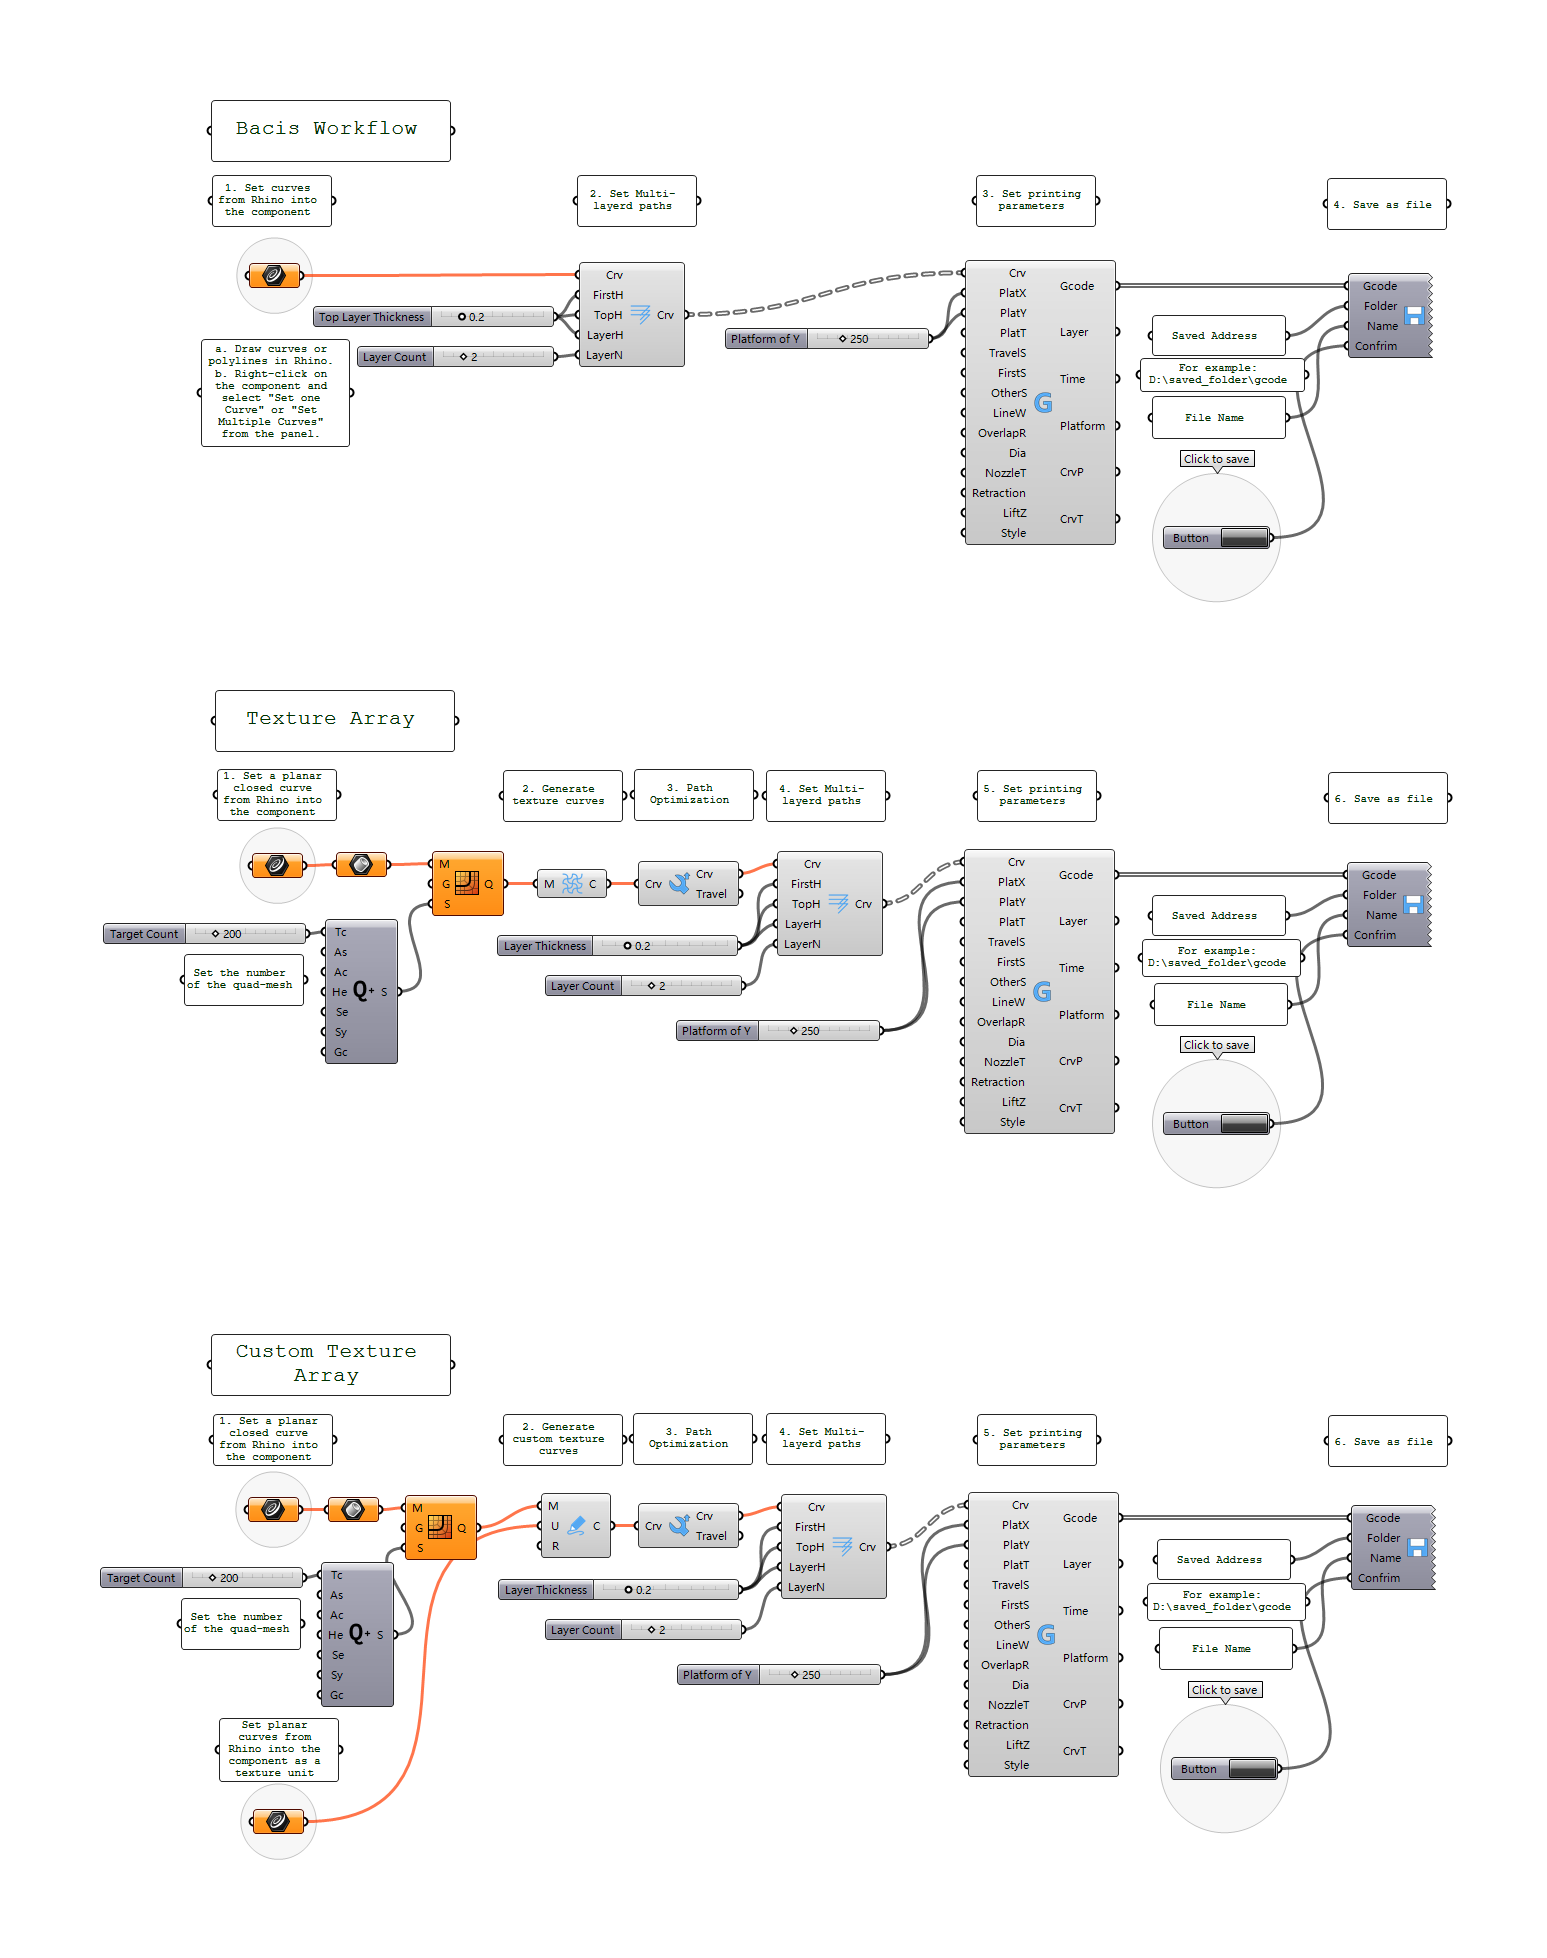 Bacis Workflow
1. Set curves
from Rhino into
the component
2. Set Multi-
layerd paths
3. Set printing
parameters
4. Save as file
Top Layer Thickness 0.2
Layer Count 2
a. Draw curves or
polylines in Rhino.
b. Right-click on
the component and
select "Set one
Curve" or "Set
Multiple Curves"
from the panel.
Crv
FirstH
TopH
LayerH
LayerN
Crv
Platform of Y 250
Crv
PlatX
PlatY
PlatT
TravelS
FirstS
OtherS
LineW
OverlapR
Dia
NozzleT
Retraction
LiftZ
Style
G
Gcode
Layer
Time
Platform
CrvP
CrvT
Saved Address
For example:
D:\saved_folder\gcode
File Name
Click to save
Button
Gcode
Folder
Name
Confrim
Texture Array
1. Set a planar
closed curve
from Rhino into
the component
2. Generate
texture curves
3. Path
Optimization
4. Set Multi-
layerd paths
5. Set printing
parameters
6. Save as file
Target Count 200
Set the number
of the quad-mesh
Tc
As
Ac
He
Se
Sy
Gc
Q+
S
M
G
S
Q
M C
Crv
Crv
Travel
Layer Thickness 0.2
Layer Count 2
Platform of Y 250
Crv
FirstH
TopH
LayerH
LayerN
Crv
Crv
PlatX
PlatY
PlatT
TravelS
FirstS
OtherS
LineW
OverlapR
Dia
NozzleT
Retraction
LiftZ
Style
G
Gcode
Layer
Time
Platform
CrvP
CrvT
Saved Address
For example:
D:\saved_folder\gcode
File Name
Click to save
Button
Gcode
Folder
Name
Confrim
Custom Texture
Array
1. Set a planar
closed curve
from Rhino into
the component
2. Generate
custom texture
curves
3. Path
Optimization
4. Set Multi-
layerd paths
5. Set printing
parameters
6. Save as file
Target Count 200
Set the number
of the quad-mesh
Tc
As
Ac
He
Se
Sy
Gc
Q+
S
Set planar
curves from
Rhino into the
component as a
texture unit
M
G
S
Q
M
U
R
C
Crv
Crv
Travel
Layer Thickness 0.2
Layer Count 2
Platform of Y 250
Crv
FirstH
TopH
LayerH
LayerN
Crv
Crv
PlatX
PlatY
PlatT
TravelS
FirstS
OtherS
LineW
OverlapR
Dia
NozzleT
Retraction
LiftZ
Style
G
Gcode
Layer
Time
Platform
CrvP
CrvT
Saved Address
For example:
D:\saved_folder\gcode
File Name
Click to save
Button
Gcode
Folder
Name
Confrim